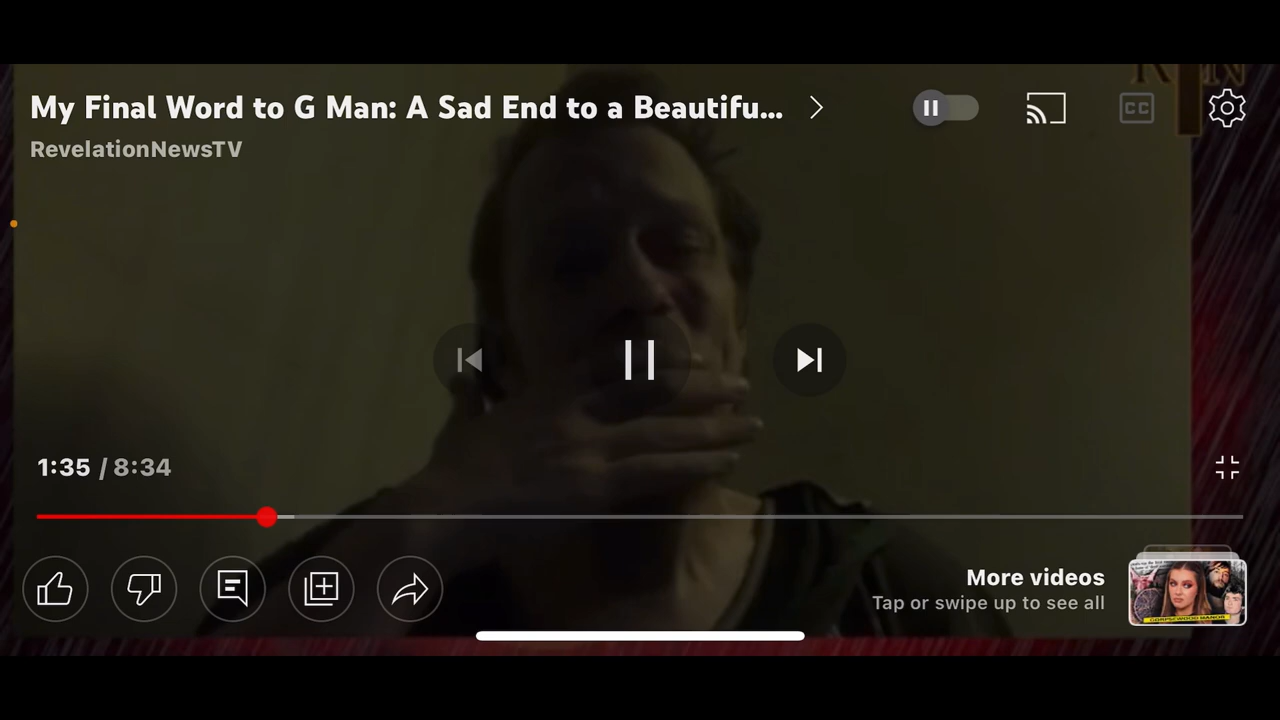 My Final Word to G Man: A Sad End to a Beautifu...
RevelationNewsTV
CC
1:35 / 8:34
More videos
Tap or swipe up to see all